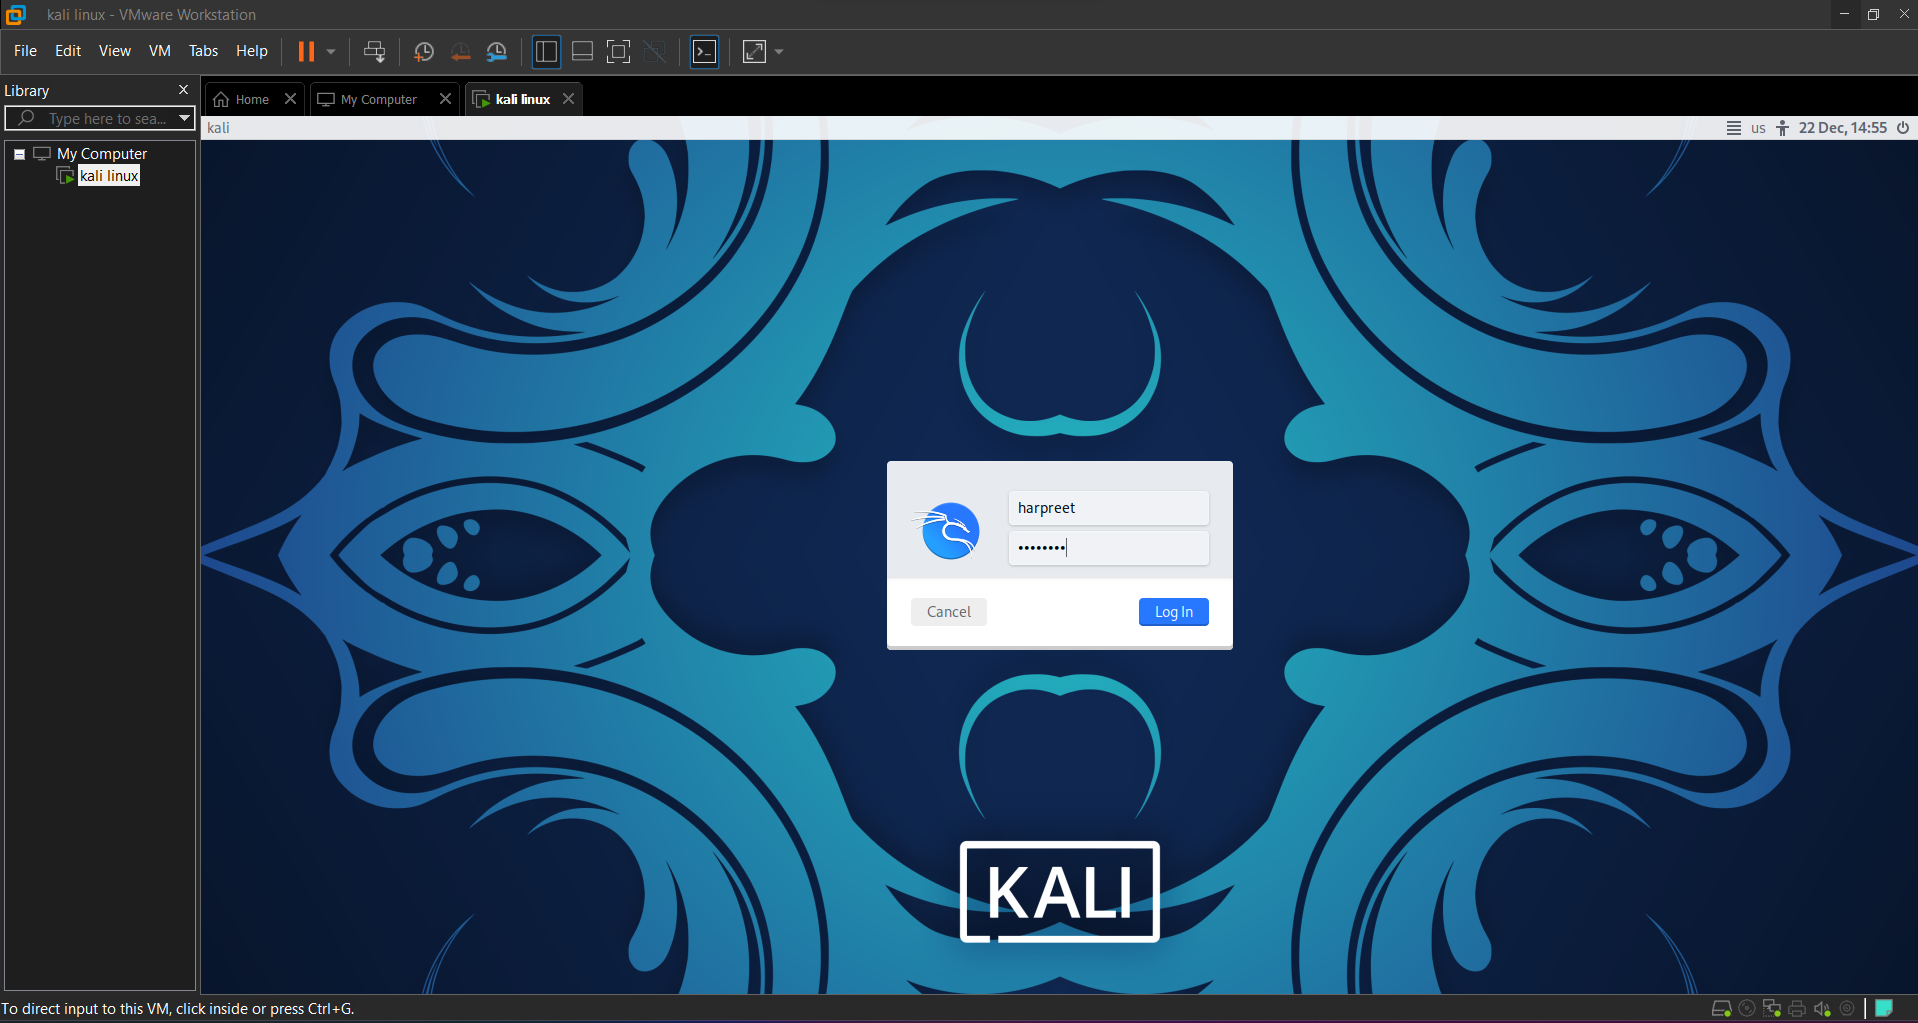 kali linux - VMware Workstation
File Edit View VM Tabs Help
Library
Type here to sea...
My Computer
kali linux
Home
My Computer
kali linux
kali
us
22 Dec, 14:55
harpreet
Cancel
Log In
KALI
To direct input to this VM, click inside or press Ctrl+G.